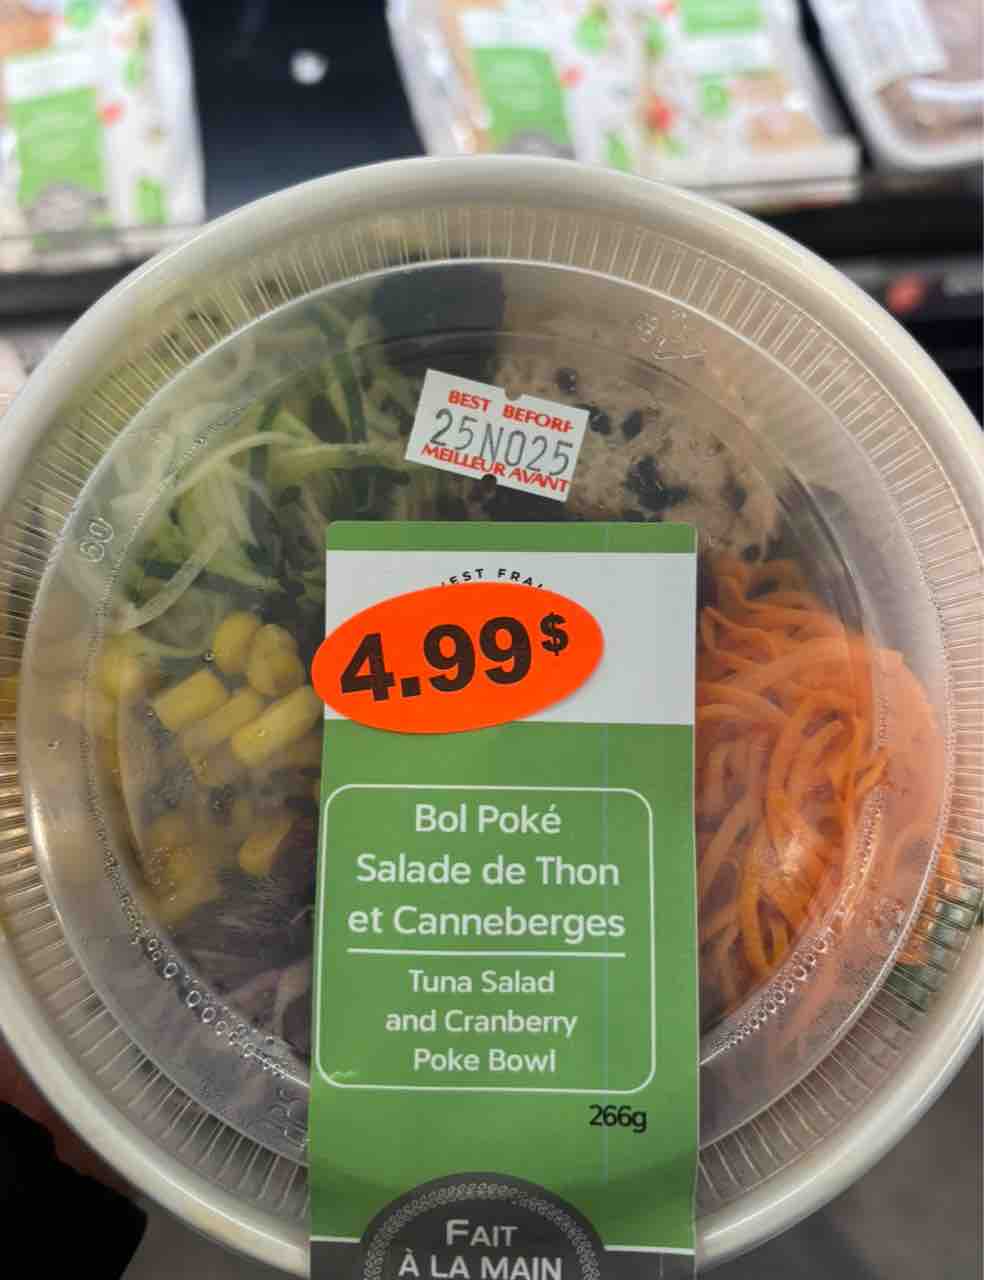 BEST BEFORE
25NO25
MEILLEUR AVANT
4.99$
Bol Poké
Salade de Thon
et Canneberges
Tuna Salad
and Cranberry
Poke Bowl
266g
FAIT
À LA MAIN